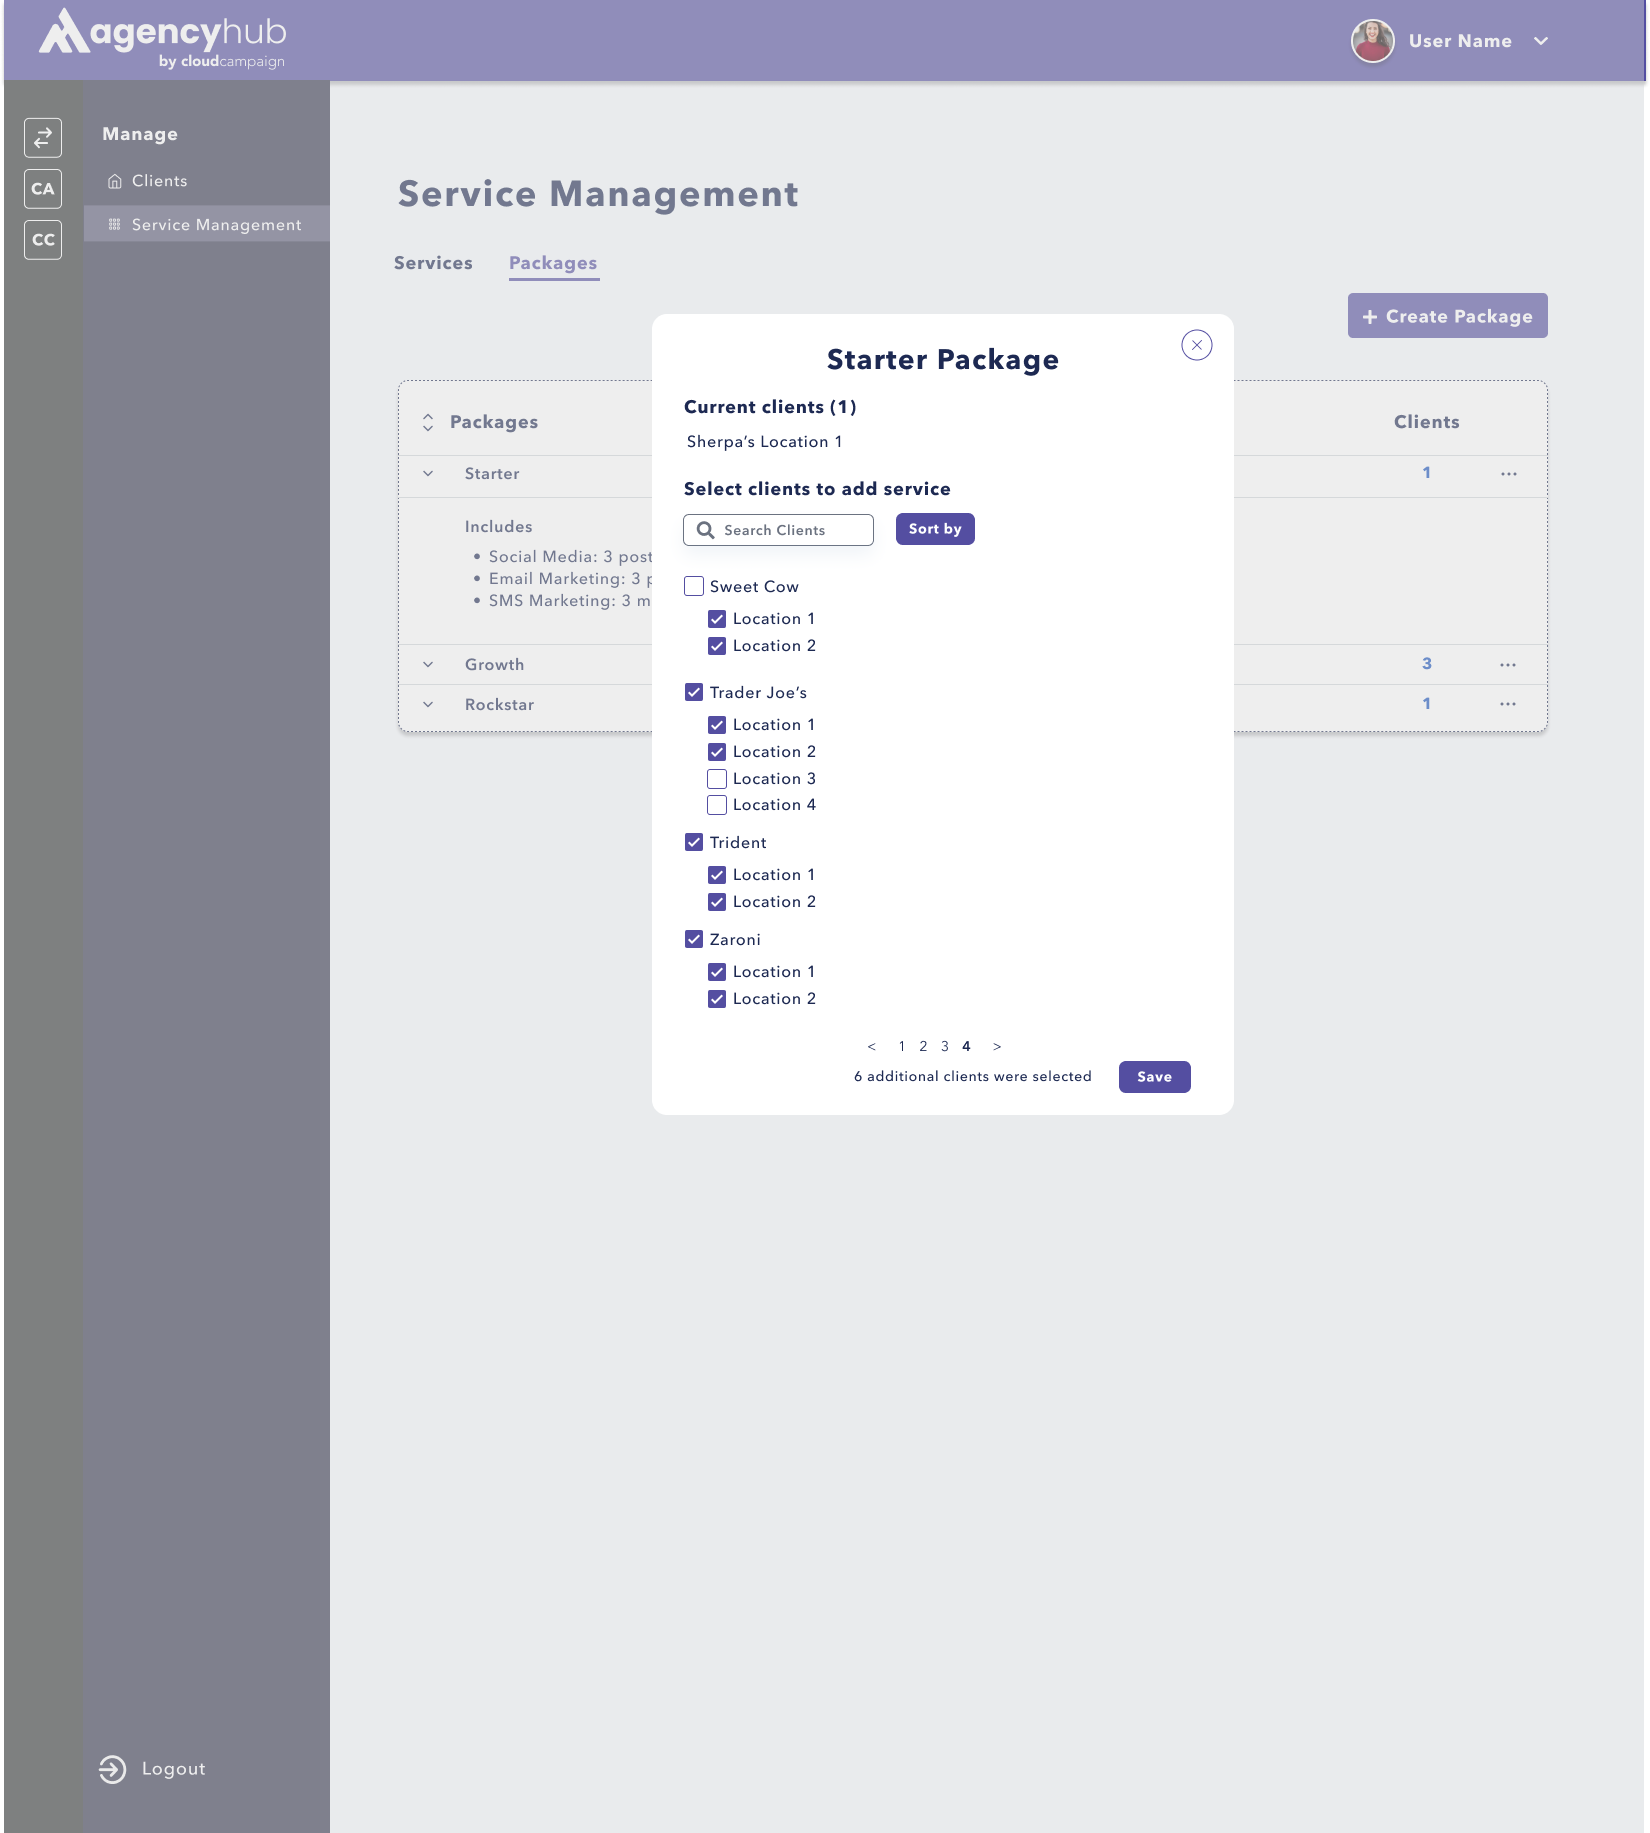 agencyhub
by cloudcampaign
User Name
Manage
Clients
Service Management
CA
CC
Logout
Service Management
Services Packages
+ Create Package
Packages Clients
Starter 1 ...
Includes
• Social Media: 3 post
• Email Marketing: 3
• SMS Marketing: 3 m
Growth 3 ...
Rockstar 1 ...
Starter Package
Current clients (1)
Sherpa’s Location 1
Select clients to add service
Search Clients Sort by
Sweet Cow
Location 1
Location 2
Trader Joe’s
Location 1
Location 2
Location 3
Location 4
Trident
Location 1
Location 2
Zaroni
Location 1
Location 2
< 1 2 3 4 >
6 additional clients were selected Save